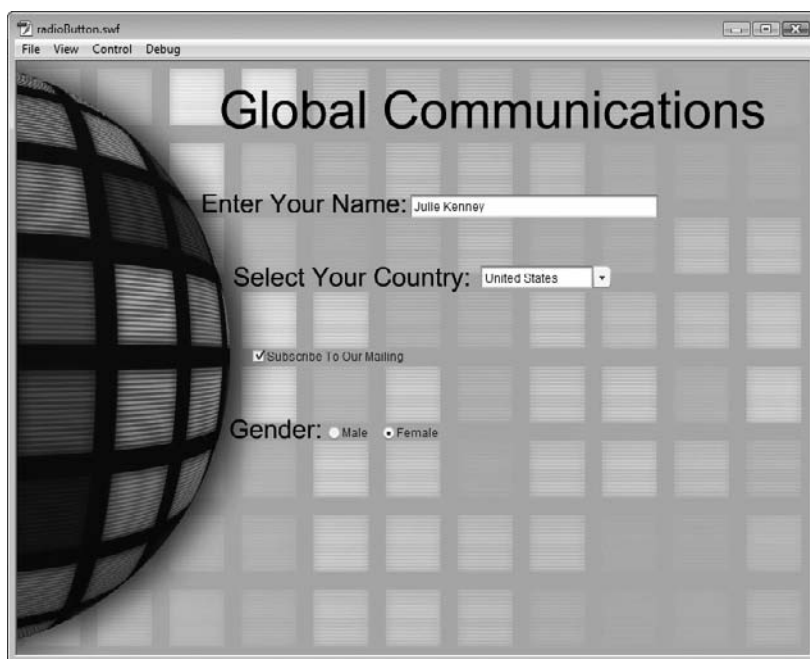 radioButton.swf
File View Control Debug
Global Communications
Enter Your Name: Julie Kenney
Select Your Country: United States
Subscribe To Our Mailing
Gender: Male Female